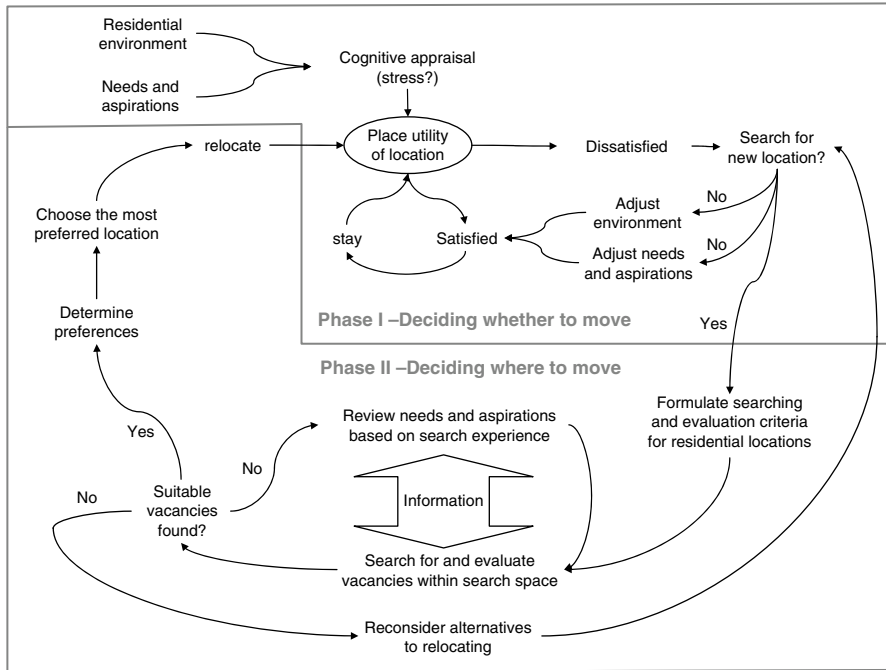 Residential
environment
Needs and
aspirations
Cognitive appraisal
(stress?)
relocate
Place utility
of location
Dissatisfied
Search for
new location?
No
Adjust
environment
No
Adjust needs
and aspirations
Choose the most
preferred location
stay
Satisfied
Determine
preferences
Phase I –Deciding whether to move
Yes
Phase II –Deciding where to move
Formulate searching
and evaluation criteria
for residential locations
Review needs and aspirations
based on search experience
Yes
No
No
Suitable
vacancies
found?
Information
Search for and evaluate
vacancies within search space
Reconsider alternatives
to relocating